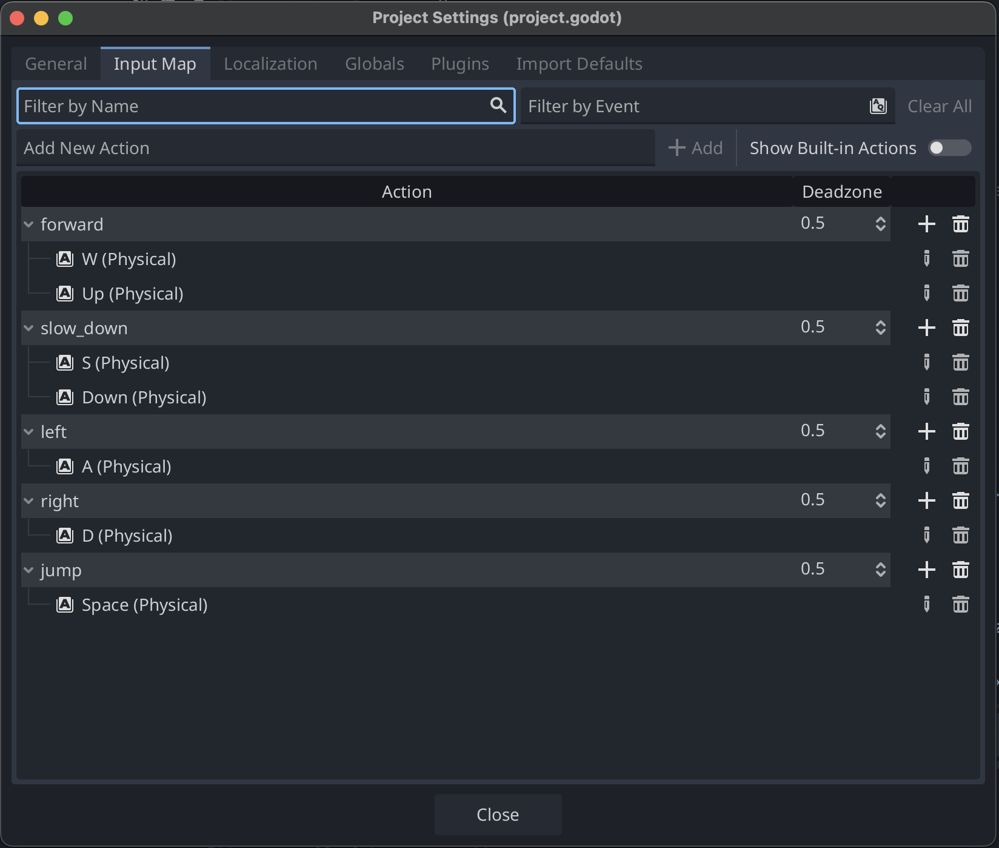 Project Settings (project.godot)
General Input Map Localization Globals Plugins Import Defaults
Filter by Name Filter by Event Clear All
Add New Action Add Show Built-in Actions
Action Deadzone
forward 0.5
W (Physical)
Up (Physical)
slow_down 0.5
S (Physical)
Down (Physical)
left 0.5
A (Physical)
right 0.5
D (Physical)
jump 0.5
Space (Physical)
Close